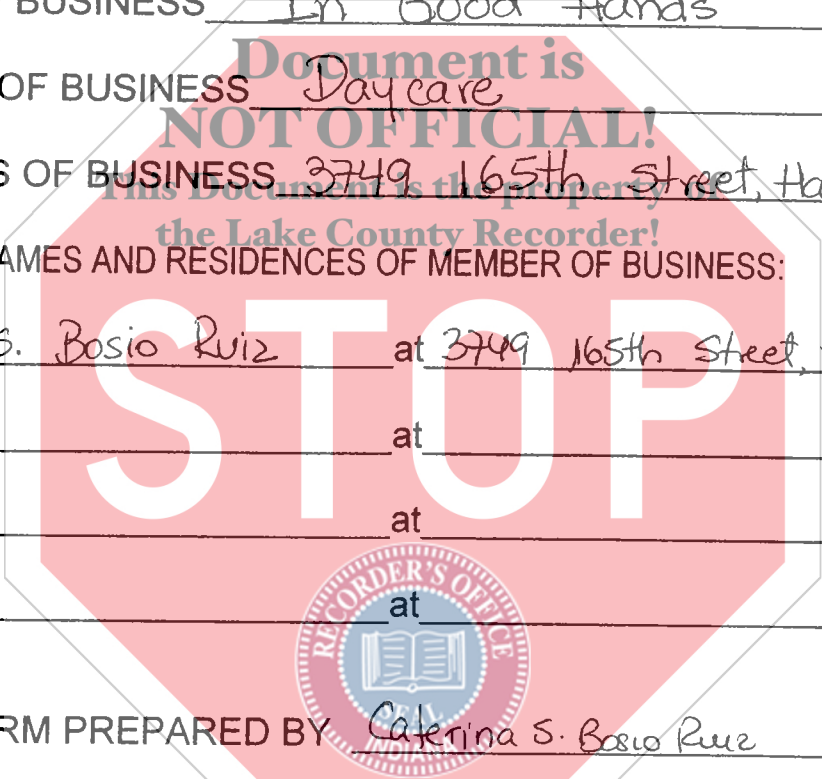 BUSINESS In Good Hands
Document is
OF BUSINESS Daycare
NOT OFFICIAL!
S OF BUSINESS 3749 165th Street, Ha
This Document is the property of
the Lake County Recorder!
AMES AND RESIDENCES OF MEMBER OF BUSINESS:
STOP
S. Bosio Ruiz at 3749 165th Street,
at
at
at
RECORDER'S OFFICE
SEAL
INDIANA
RM PREPARED BY Caterina S. Bosio Ruiz